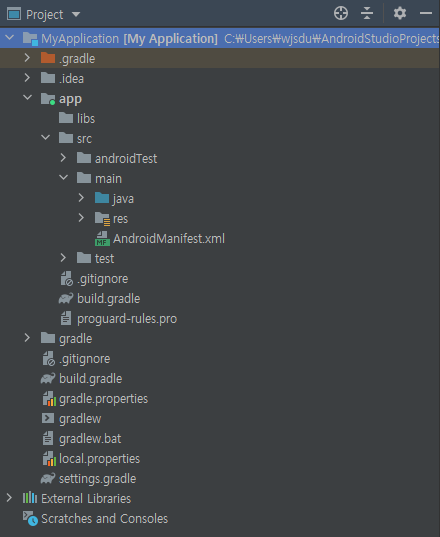 Project
MyApplication [My Application] C:\Users\wjsdu\AndroidStudioProjects
.gradle
.idea
app
libs
src
androidTest
main
java
res
AndroidManifest.xml
test
.gitignore
build.gradle
proguard-rules.pro
gradle
.gitignore
build.gradle
gradle.properties
gradlew
gradlew.bat
local.properties
settings.gradle
External Libraries
Scratches and Consoles